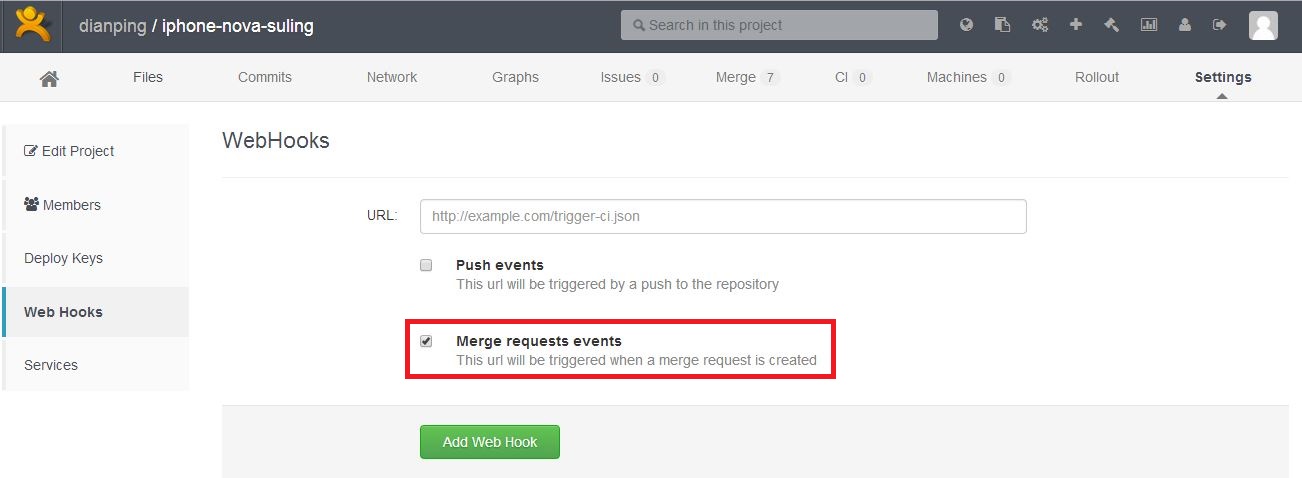 dianping / iphone-nova-suling
Search in this project
Files Commits Network Graphs Issues 0 Merge 7 CI 0 Machines 0 Rollout Settings
Edit Project
Members
Deploy Keys
Web Hooks
Services
WebHooks
URL: http://example.com/trigger-ci.json
Push events
This url will be triggered by a push to the repository
Merge requests events
This url will be triggered when a merge request is created
Add Web Hook